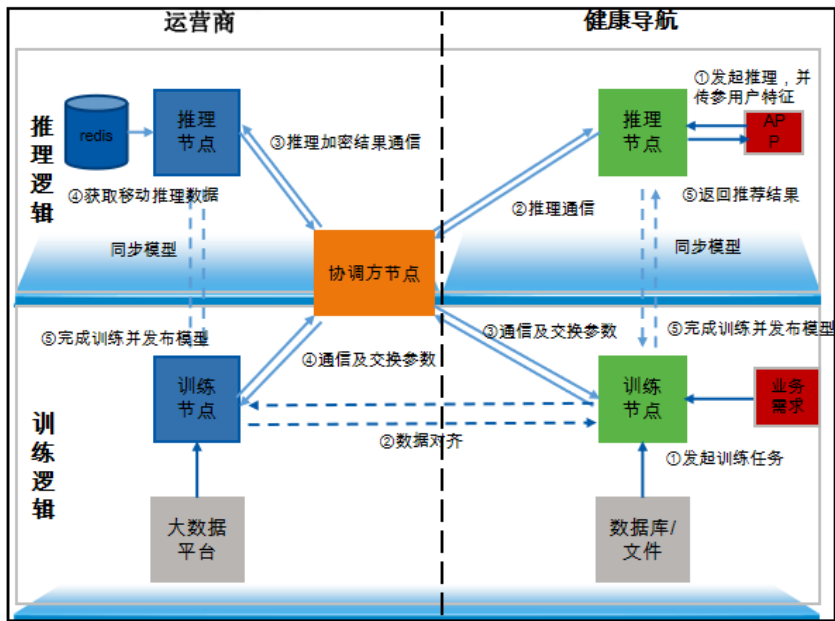 运营商
健康导航
推理逻辑
redis
推理
节点
③推理加密结果通信
④获取移动推理数据
同步模型
协调方节点
推理
节点
①发起推理，并
传参用户特征
AP
P
②推理通信
⑤返回推荐结果
同步模型
训练逻辑
⑤完成训练并发布模型
④通信及交换参数
训练
节点
②数据对齐
大数据
平台
③通信及交换参数
⑤完成训练并发布模型
训练
节点
业务
需求
①发起训练任务
数据库/
文件